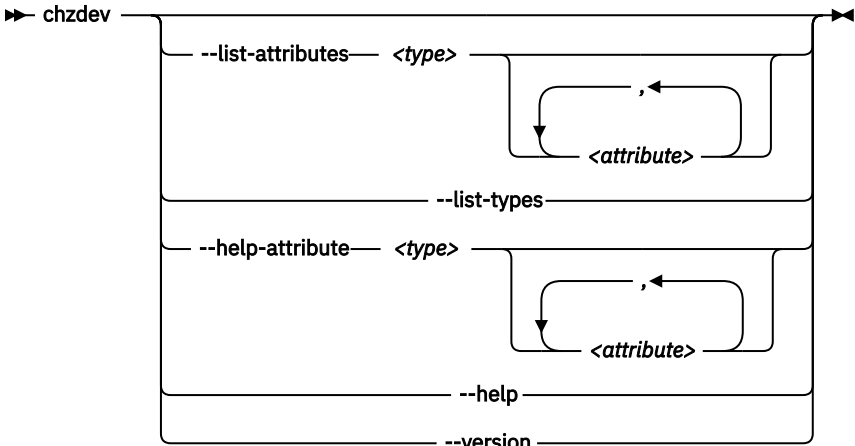 chzdev
--list-attributes <type>
,
<attribute>
--list-types
--help-attribute <type>
,
<attribute>
--help
--version